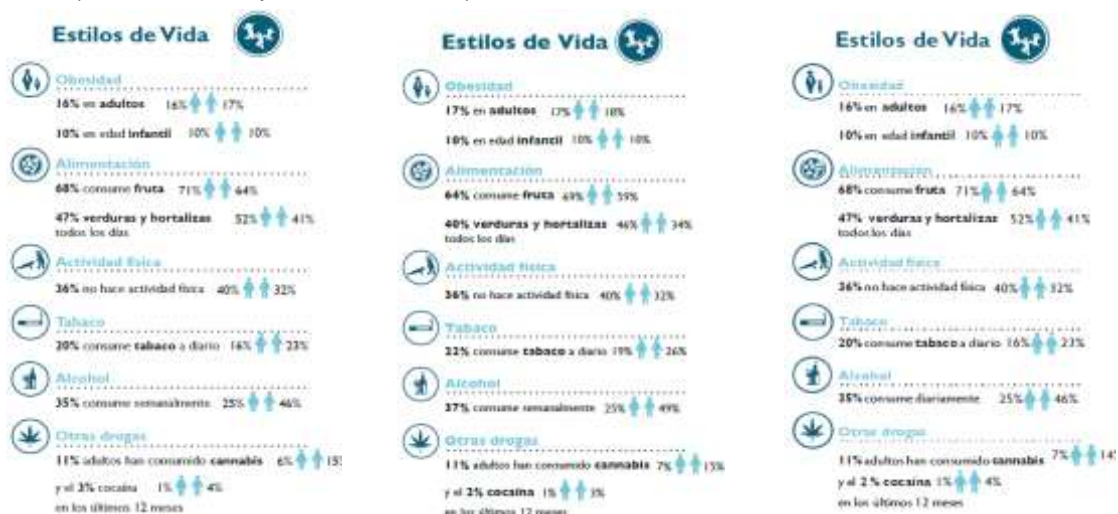 Estilos de Vida
Obesidad
16% en adultos 16% 17%
10% en edad infantil 10% 10%
Alimentación
68% consume fruta 71% 64%
47% verduras y hortalizas 52% 41%
todos los días
Actividad física
36% no hace actividad física 40% 32%
Tabaco
20% consume tabaco a diario 16% 23%
Alcohol
35% consume semanalmente 25% 46%
Otras drogas
11% adultos han consumido cannabis 6% 15
y el 3% cocaína 1% 4%
en los últimos 12 meses
Estilos de Vida
Obesidad
17% en adultos 17% 18%
10% en edad infantil 10% 10%
Alimentación
64% consume fruta 69% 59%
40% verduras y hortalizas 46% 34%
todos los días
Actividad física
36% no hace actividad física 40% 32%
Tabaco
22% consume tabaco a diario 19% 26%
Alcohol
37% consume semanalmente 25% 49%
Otras drogas
11% adultos han consumido cannabis 7% 15%
y el 2% cocaína 1% 3%
en los últimos 12 meses
Estilos de Vida
Obesidad
16% en adultos 16% 17%
10% en edad infantil 10% 10%
Alimentación
68% consume fruta 71% 64%
47% verduras y hortalizas 52% 41%
todos los días
Actividad física
36% no hace actividad física 40% 32%
Tabaco
20% consume tabaco a diario 16% 23%
Alcohol
35% consume diariamente 25% 46%
Otras drogas
11% adultos han consumido cannabis 7% 14
y el 2 % cocaína 1% 4%
en los últimos 12 meses